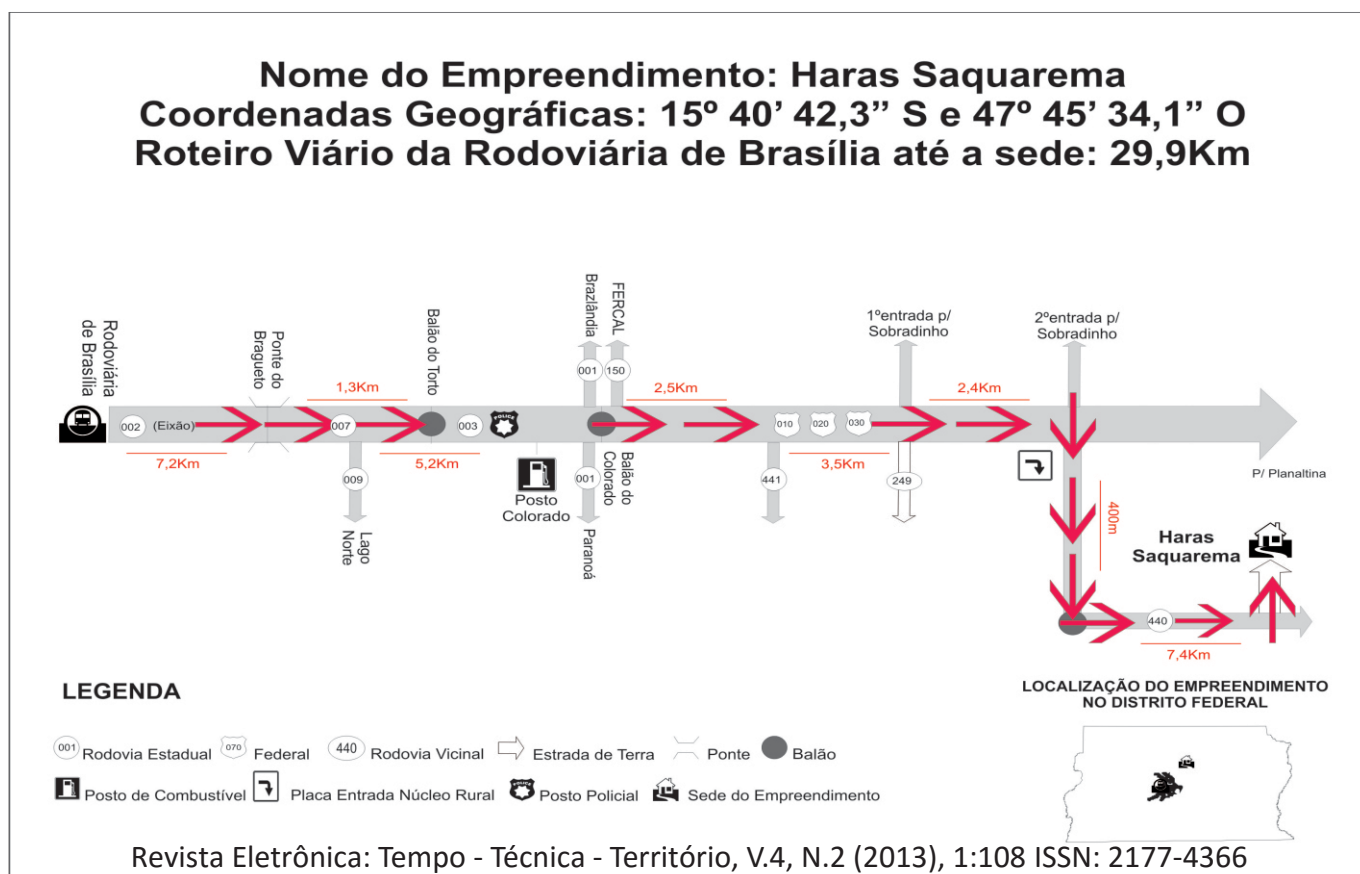 Nome do Empreendimento: Haras Saquarema
Coordenadas Geográficas: 15º 40’ 42,3” S e 47º 45’ 34,1” O
Roteiro Viário da Rodoviária de Brasília até a sede: 29,9Km
Rodoviária
de Brasília
Ponte do
Bragueto
Balão do Torto
Brazlândia
FERCAL
1ºentrada p/
Sobradinho
2ºentrada p/
Sobradinho
001
150
1,3Km
2,5Km
2,4Km
002
(Eixão)
007
003
POLICE
010
020
030
7,2Km
5,2Km
3,5Km
009
Lago
Norte
Posto
Colorado
001
Paranoá
Balão do
Colorado
441
249
P/ Planaltina
400m
Haras
Saquarema
440
7,4Km
LEGENDA
001 Rodovia Estadual
070 Federal
440 Rodovia Vicinal
Estrada de Terra
Ponte
Balão
Posto de Combustível
Placa Entrada Núcleo Rural
POLICE
Posto Policial
Sede do Empreendimento
LOCALIZAÇÃO DO EMPREENDIMENTO
NO DISTRITO FEDERAL
Revista Eletrônica: Tempo - Técnica - Território, V.4, N.2 (2013), 1:108 ISSN: 2177-4366